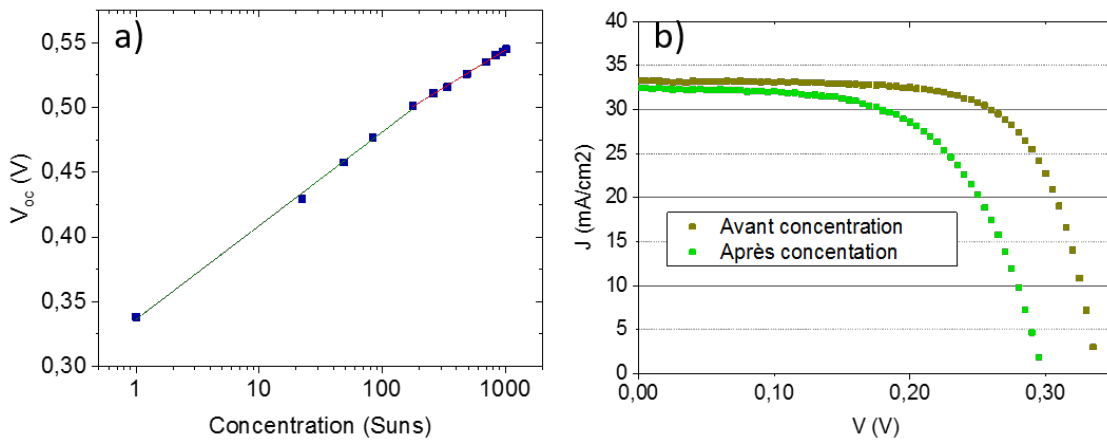 a)
0,55
0,50
0,45
0,40
0,35
0,30
Voc (V)
1
10
100
1000
Concentration (Suns)
b)
40
35
30
25
20
15
10
5
0
J (mA/cm2)
Avant concentration
Après concentation
0,00
0,10
0,20
0,30
V (V)